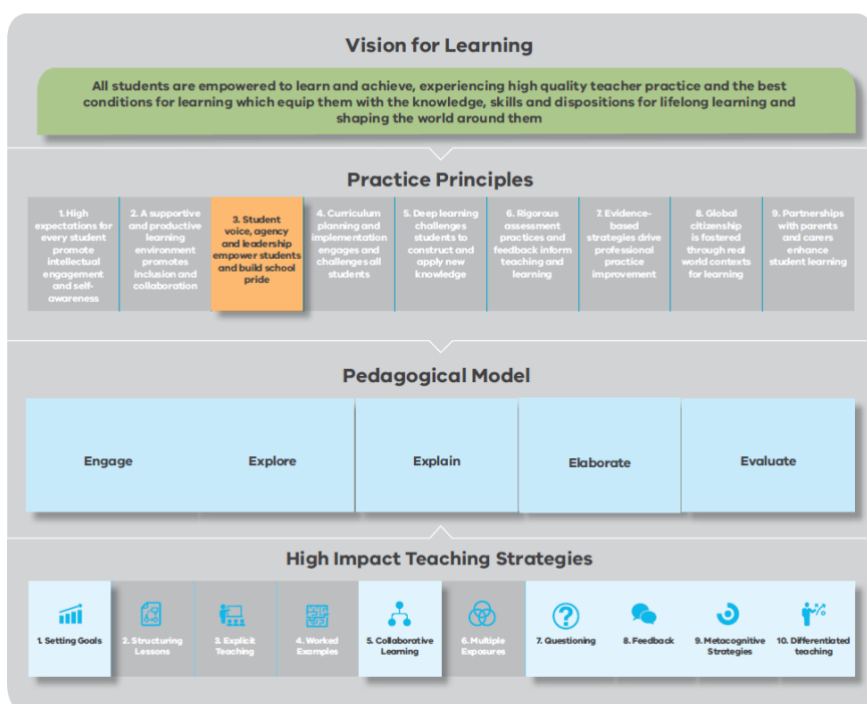 Vision for Learning
All students are empowered to learn and achieve, experiencing high quality teacher practice and the best
conditions for learning which equip them with the knowledge, skills and dispositions for lifelong learning and
shaping the world around them
Practice Principles
1. High
expectations for
every student
promote
intellectual
engagement
and self-
awareness
2. A supportive
and productive
learning
environment
promotes
inclusion and
collaboration
3. Student
voice, agency
and leadership
empower students
and build school
pride
4. Curriculum
planning and
implementation
engages and
challenges all
students
5. Deep learning
challenges
students to
construct and
apply new
knowledge
6. Rigorous
assessment
practices and
feedback inform
teaching and
learning
7. Evidence-
based
strategies drive
professional
practice
improvement
8. Global
citizenship
is fostered
through real
world contexts
for learning
9. Partnerships
with parents
and carers
enhance
student learning
Pedagogical Model
Engage
Explore
Explain
Elaborate
Evaluate
High Impact Teaching Strategies
1. Setting Goals
2. Structuring
Lessons
3. Explicit
Teaching
4. Worked
Examples
5. Collaborative
Learning
6. Multiple
Exposures
7. Questioning
8. Feedback
9. Metacognitive
Strategies
10. Differentiated
teaching